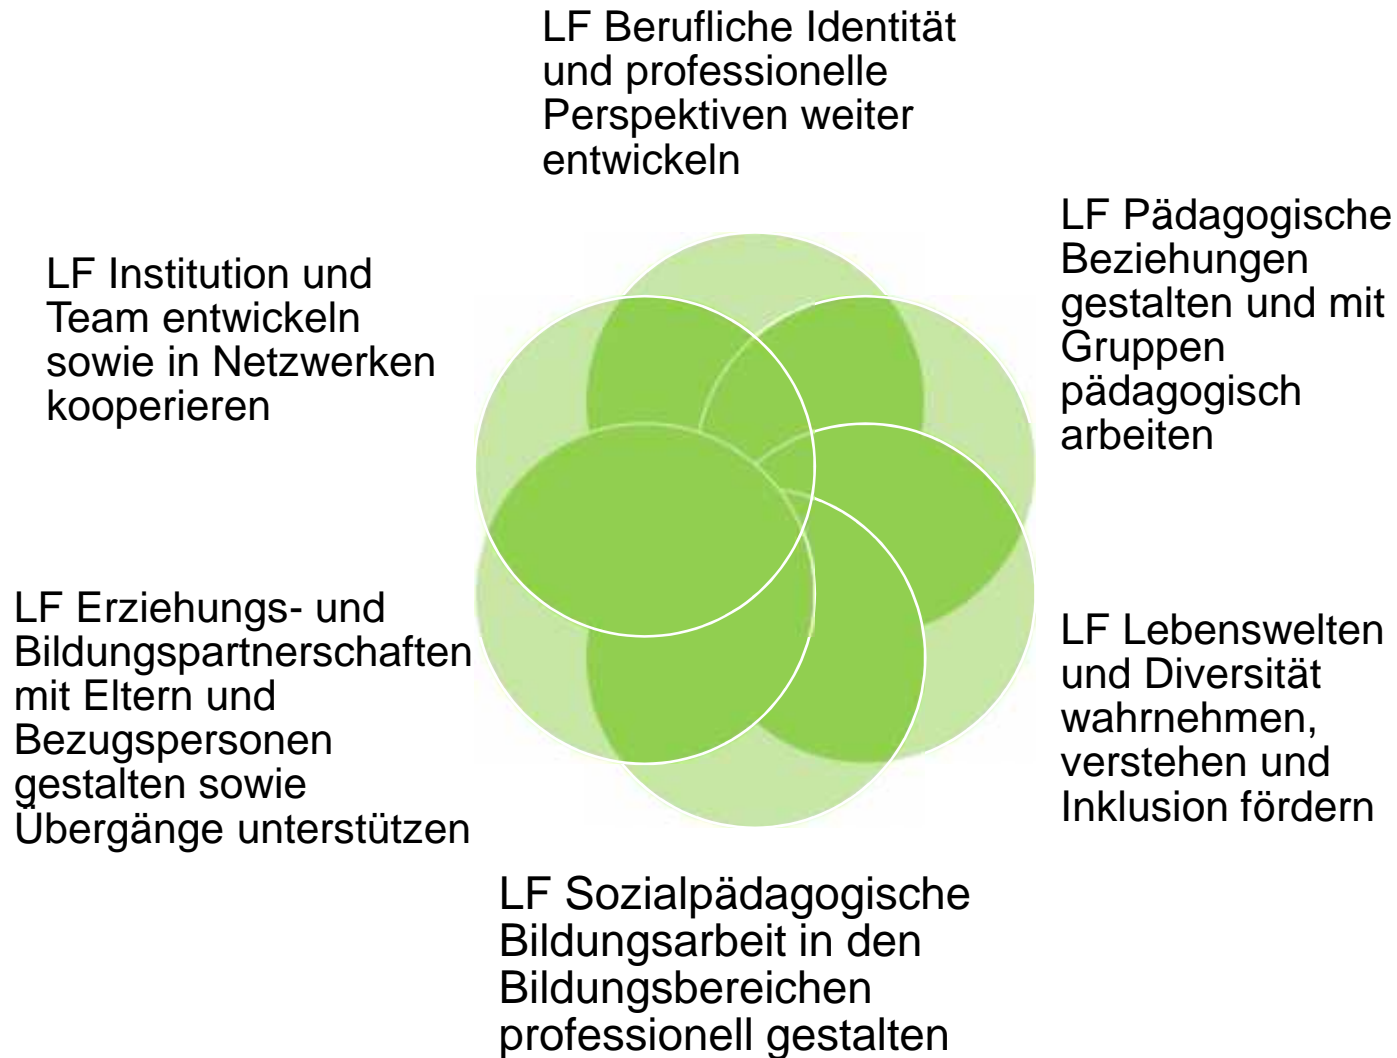 LF Berufliche Identität
und professionelle
Perspektiven weiter
entwickeln
LF Pädagogische
Beziehungen
gestalten und mit
Gruppen
pädagogisch
arbeiten
LF Lebenswelten
und Diversität
wahrnehmen,
verstehen und
Inklusion fördern
LF Sozialpädagogische
Bildungsarbeit in den
Bildungsbereichen
professionell gestalten
LF Erziehungs- und
Bildungspartnerschaften
mit Eltern und
Bezugspersonen
gestalten sowie
Übergänge unterstützen
LF Institution und
Team entwickeln
sowie in Netzwerken
kooperieren